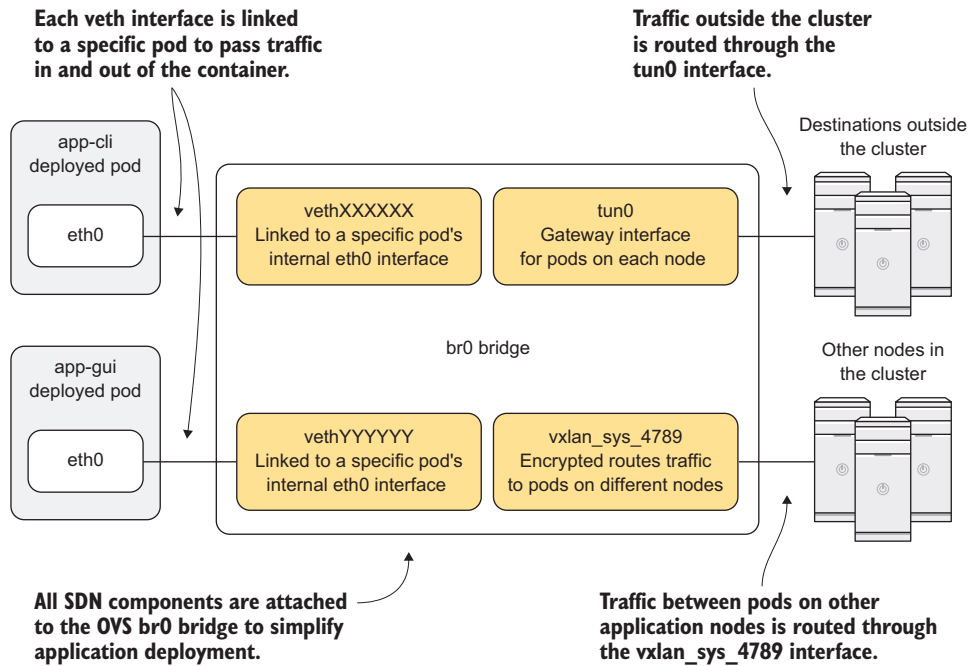 Each veth interface is linked
to a specific pod to pass traffic
in and out of the container.
Traffic outside the cluster
is routed through the
tun0 interface.
app-cli
deployed pod
eth0
vethXXXXXX
Linked to a specific pod's
internal eth0 interface
tun0
Gateway interface
for pods on each node
Destinations outside
the cluster
br0 bridge
app-gui
deployed pod
eth0
vethYYYYYY
Linked to a specific pod's
internal eth0 interface
vxlan_sys_4789
Encrypted routes traffic
to pods on different nodes
Other nodes in
the cluster
All SDN components are attached
to the OVS br0 bridge to simplify
application deployment.
Traffic between pods on other
application nodes is routed through
the vxlan_sys_4789 interface.